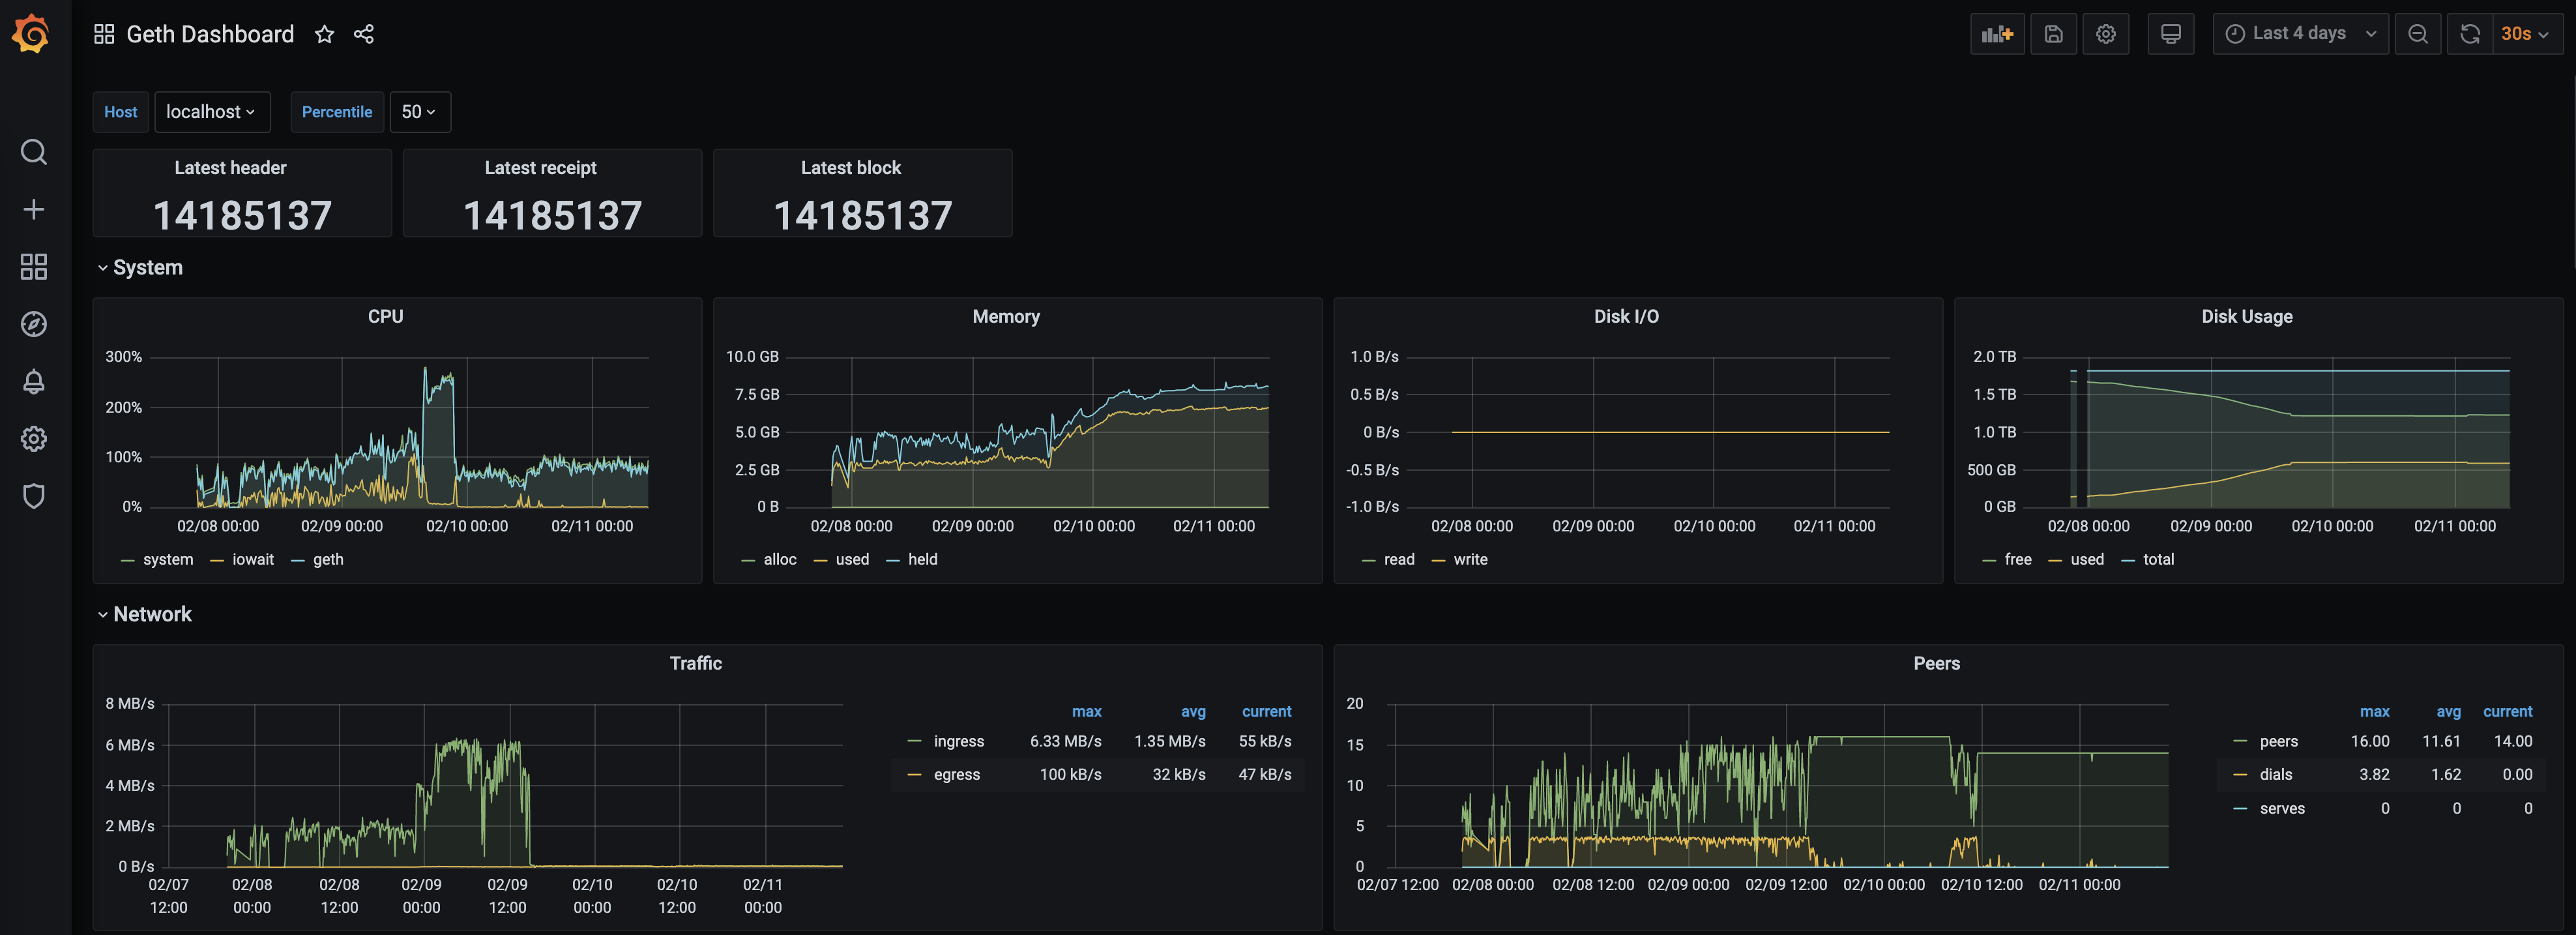 Geth Dashboard
Last 4 days
30s
Host localhost Percentile 50
Latest header
14185137
Latest receipt
14185137
Latest block
14185137
System
CPU
300%
200%
100%
0%
02/08 00:00 02/09 00:00 02/10 00:00 02/11 00:00
system iowait geth
Memory
10.0 GB
7.5 GB
5.0 GB
2.5 GB
0 B
02/08 00:00 02/09 00:00 02/10 00:00 02/11 00:00
alloc used held
Disk I/O
1.0 B/s
0.5 B/s
0 B/s
-0.5 B/s
-1.0 B/s
02/08 00:00 02/09 00:00 02/10 00:00 02/11 00:00
read write
Disk Usage
2.0 TB
1.5 TB
1.0 TB
500 GB
0 GB
02/08 00:00 02/09 00:00 02/10 00:00 02/11 00:00
free used total
Network
Traffic
8 MB/s
6 MB/s
4 MB/s
2 MB/s
0 B/s
02/07 02/08 02/08 02/09 02/09 02/10 02/10 02/11
12:00 00:00 12:00 00:00 12:00 00:00 12:00 00:00
max avg current
ingress 6.33 MB/s 1.35 MB/s 55 kB/s
egress 100 kB/s 32 kB/s 47 kB/s
Peers
20
15
10
5
0
02/07 12:00 02/08 00:00 02/08 12:00 02/09 00:00 02/09 12:00 02/10 00:00 02/10 12:00 02/11 00:00
max avg current
peers 16.00 11.61 14.00
dials 3.82 1.62 0.00
serves 0 0 0